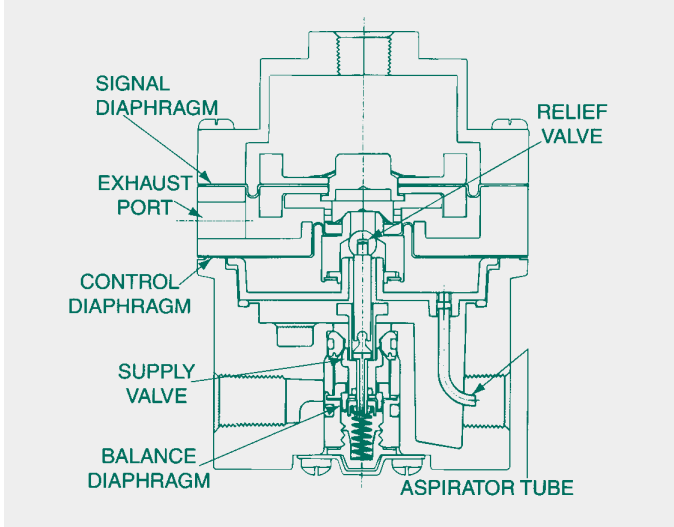 SIGNAL
DIAPHRAGM
RELIEF
VALVE
EXHAUST
PORT
CONTROL
DIAPHRAGM
SUPPLY
VALVE
BALANCE
DIAPHRAGM
ASPIRATOR TUBE